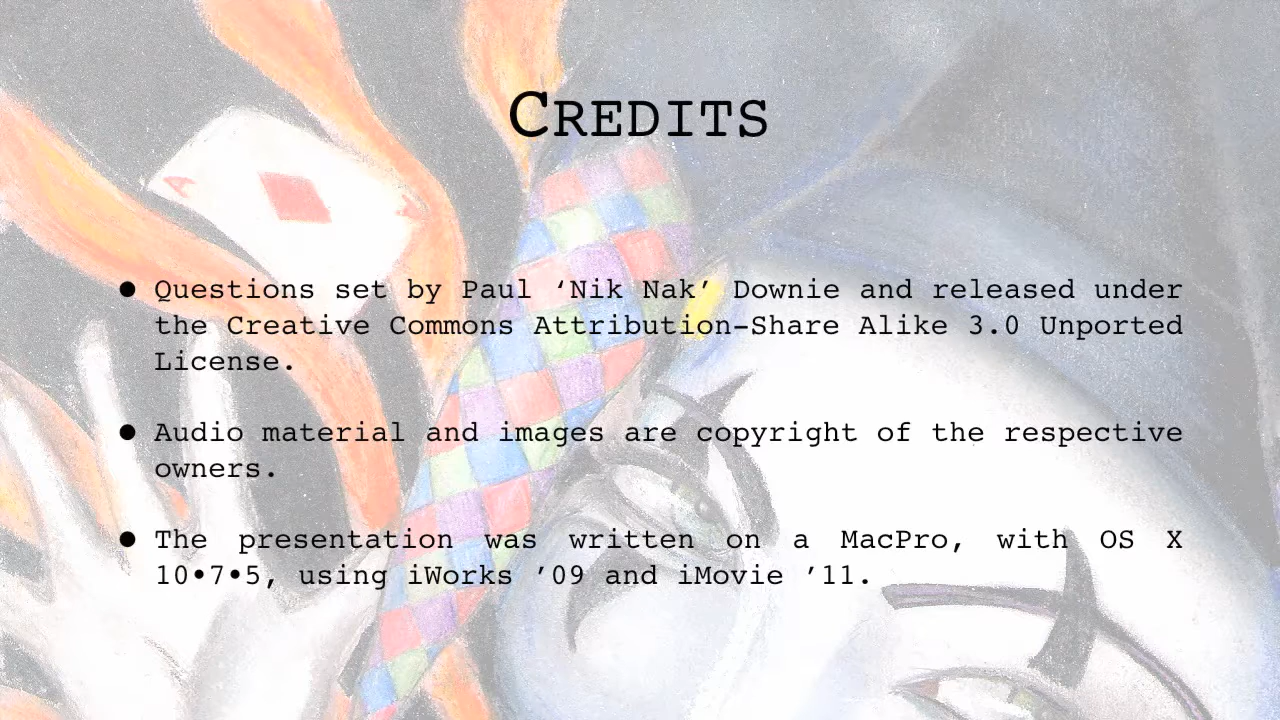 CREDITS
● Questions set by Paul ‘Nik Nak’ Downie and released under
the Creative Commons Attribution-Share Alike 3.0 Unported
License.
● Audio material and images are copyright of the respective
owners.
● The presentation was written on a MacPro, with OS X
10•7•5, using iWorks ’09 and iMovie ’11.